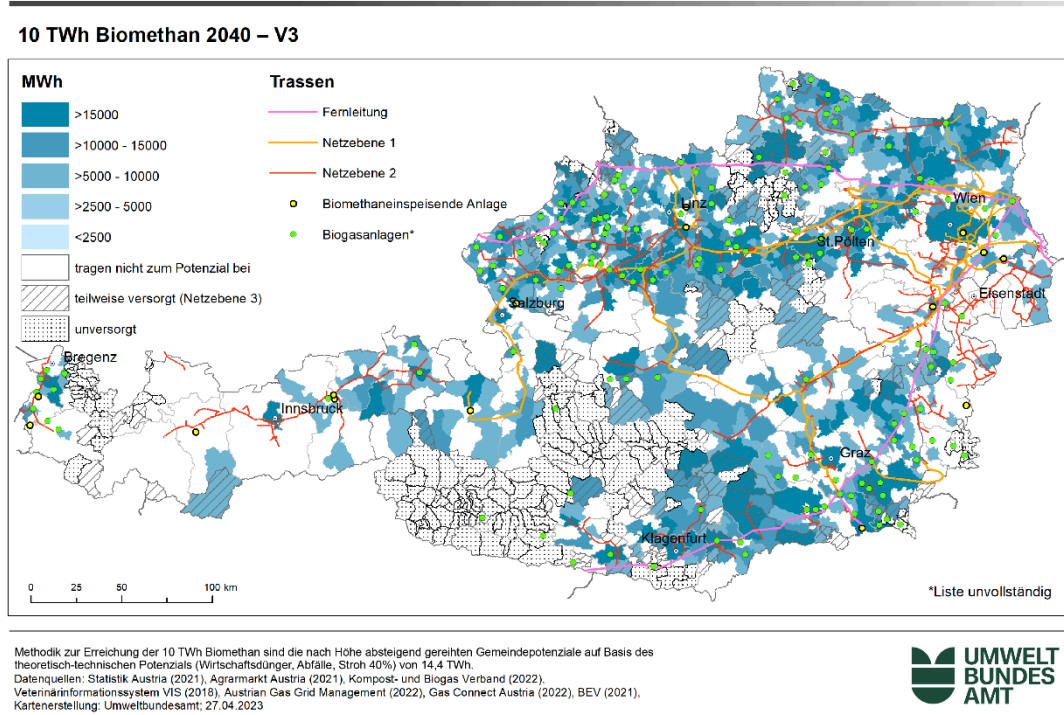 10 TWh Biomethan 2040 – V3
MWh
>15000
>10000 - 15000
>5000 - 10000
>2500 - 5000
<2500
tragen nicht zum Potenzial bei
teilweise versorgt (Netzebene 3)
unversorgt
Trassen
Fernleitung
Netzebene 1
Netzebene 2
Biomethaneinspeisende Anlage
Biogasanlagen*
Linz
Wien
St.Pölten
Eisenstadt
Salzburg
Bregenz
Innsbruck
Graz
Klagenfurt
0 25 50 100 km
*Liste unvollständig
Methodik zur Erreichung der 10 TWh Biomethan sind die nach Höhe absteigend gereihten Gemeindepotenziale auf Basis des
theoretisch-technischen Potenzials (Wirtschaftsdünger, Abfälle, Stroh 40%) von 14,4 TWh.
Datenquellen: Statistik Austria (2021), Agrarmarkt Austria (2021), Kompost- und Biogas Verband (2022),
Veterinärinformationssystem VIS (2018), Austrian Gas Grid Management (2022), Gas Connect Austria (2022), BEV (2021),
Kartenerstellung: Umweltbundesamt; 27.04.2023
UMWELT
BUNDES
AMT